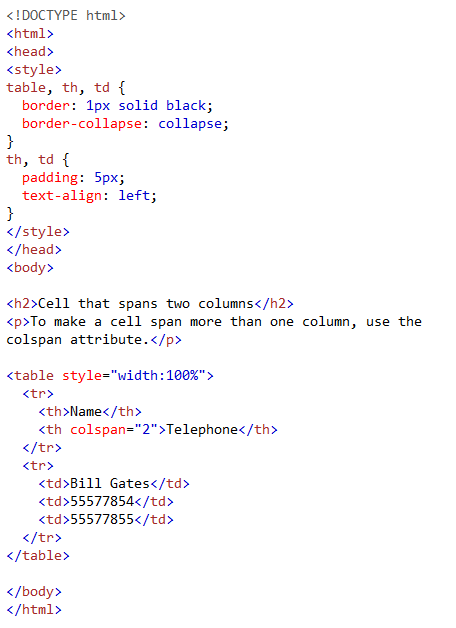 <!DOCTYPE html>
<html>
<head>
<style>
table, th, td {
  border: 1px solid black;
  border-collapse: collapse;
}
th, td {
  padding: 5px;
  text-align: left;
}
</style>
</head>
<body>

<h2>Cell that spans two columns</h2>
<p>To make a cell span more than one column, use the
colspan attribute.</p>

<table style="width:100%">
  <tr>
    <th>Name</th>
    <th colspan="2">Telephone</th>
  </tr>
  <tr>
    <td>Bill Gates</td>
    <td>55577854</td>
    <td>55577855</td>
  </tr>
</table>

</body>
</html>